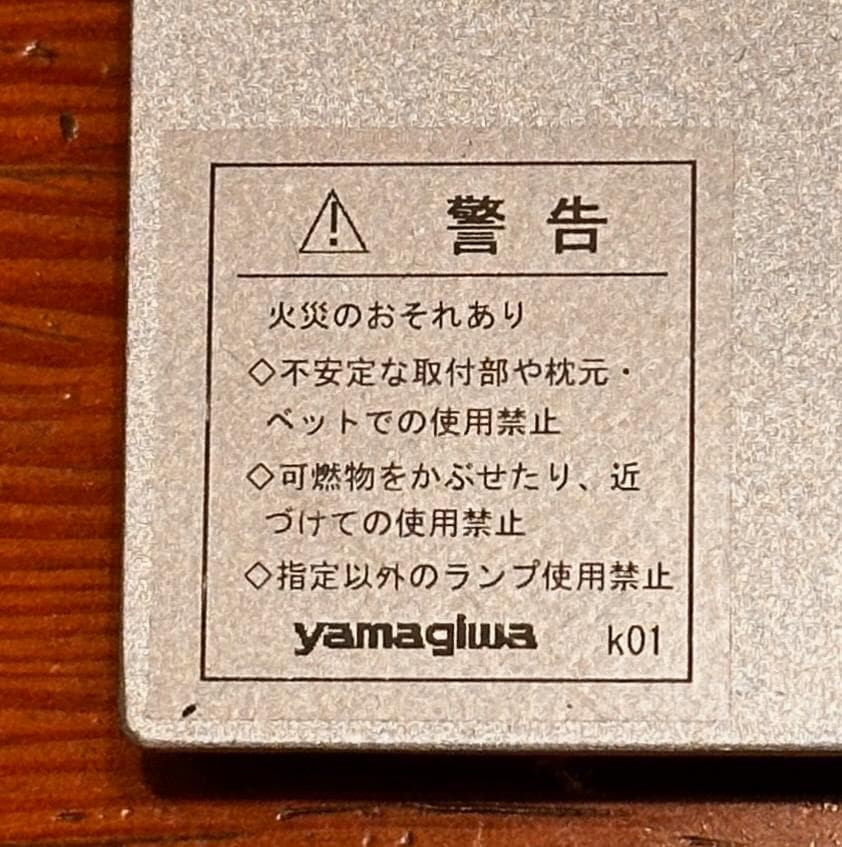 ⚠ 警告
火災のおそれあり
◇不安定な取付部や枕元・
ベットでの使用禁止
◇可燃物をかぶせたり、近
づけての使用禁止
◇指定以外のランプ使用禁止
yamagiwa k01